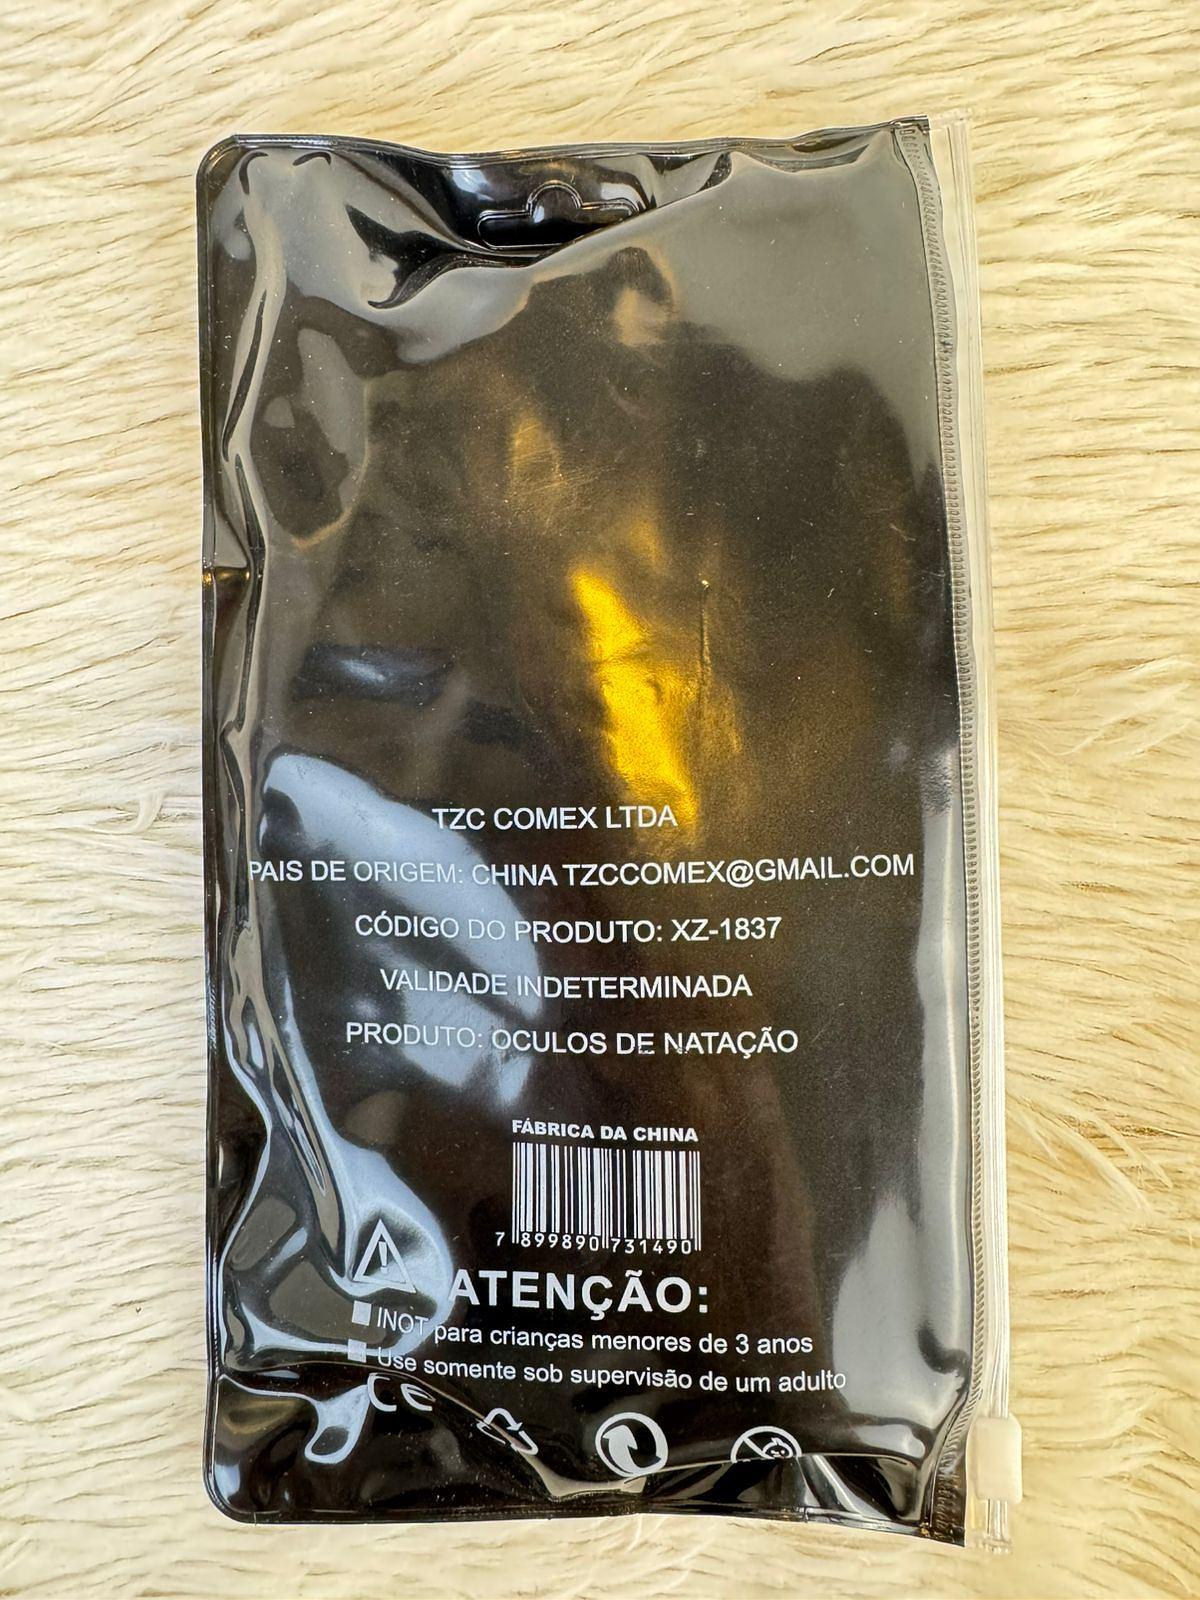 TZC COMEX LTDA
PAIS DE ORIGEM: CHINA TZCCOMEX@GMAIL.COM
CÓDIGO DO PRODUTO: XZ-1837
VALIDADE INDETERMINADA
PRODUTO: OCULOS DE NATAÇÃO
FÁBRICA DA CHINA
7 899890 731490
ATENÇÃO:
INOT para crianças menores de 3 anos
Use somente sob supervisão de um adulto
CE